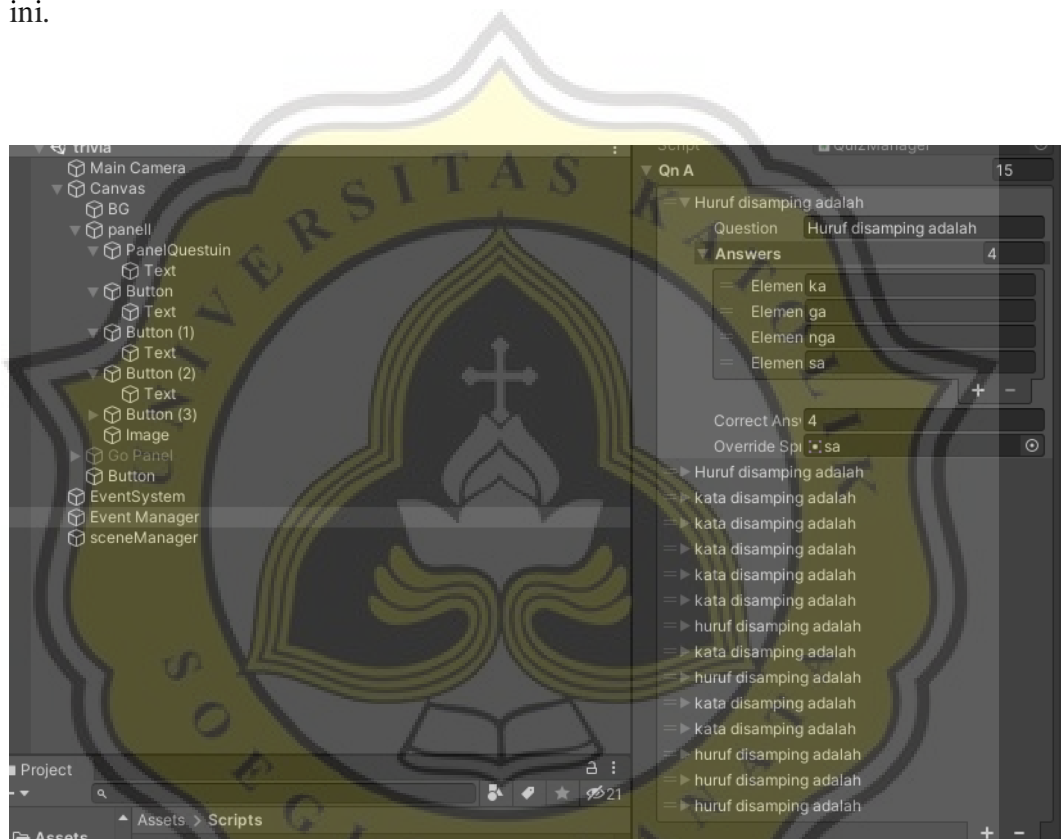 ini.
trivia
Main Camera
Canvas
BG
panell
PanelQuestuin
Text
Button
Text
Button (1)
Text
Button (2)
Text
Button (3)
Image
Go Panel
Button
EventSystem
Event Manager
sceneManager
Project
21
Assets > Scripts
Assets
Script QuizManager
Qn A 15
Huruf disamping adalah
Question Huruf disamping adalah
Answers 4
Elemen ka
Elemen ga
Elemen nga
Elemen sa
+ -
Correct Ans 4
Override Spi sa
Huruf disamping adalah
kata disamping adalah
kata disamping adalah
kata disamping adalah
kata disamping adalah
kata disamping adalah
huruf disamping adalah
kata disamping adalah
huruf disamping adalah
kata disamping adalah
kata disamping adalah
huruf disamping adalah
huruf disamping adalah
huruf disamping adalah
+ -
UNIVERSITAS KATOLIK
SOEGI